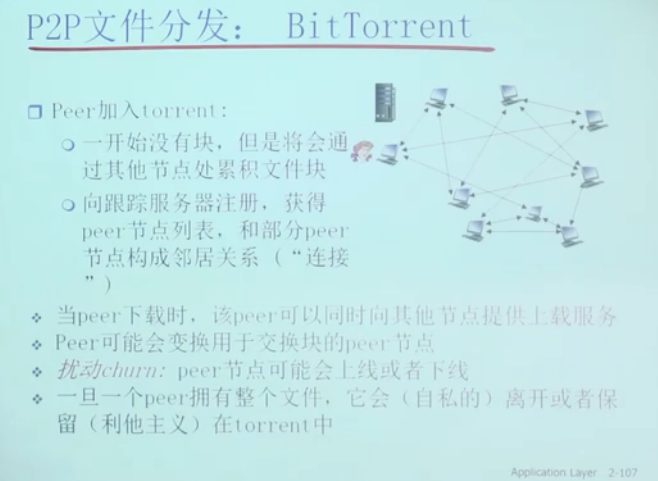 P2P文件分发： BitTorrent
Peer加入torrent:
一开始没有块，但是将会通
过其他节点处累积文件块
向跟踪服务器注册，获得
peer节点列表，和部分peer
节点构成邻居关系（“连接
”）
当peer下载时，该peer可以同时向其他节点提供上载服务
Peer可能会变换用于交换块的peer节点
扰动churn: peer节点可能会上线或者下线
一旦一个peer拥有整个文件，它会（自私的）离开或者保
留（利他主义）在torrent中
Application Layer 2-107